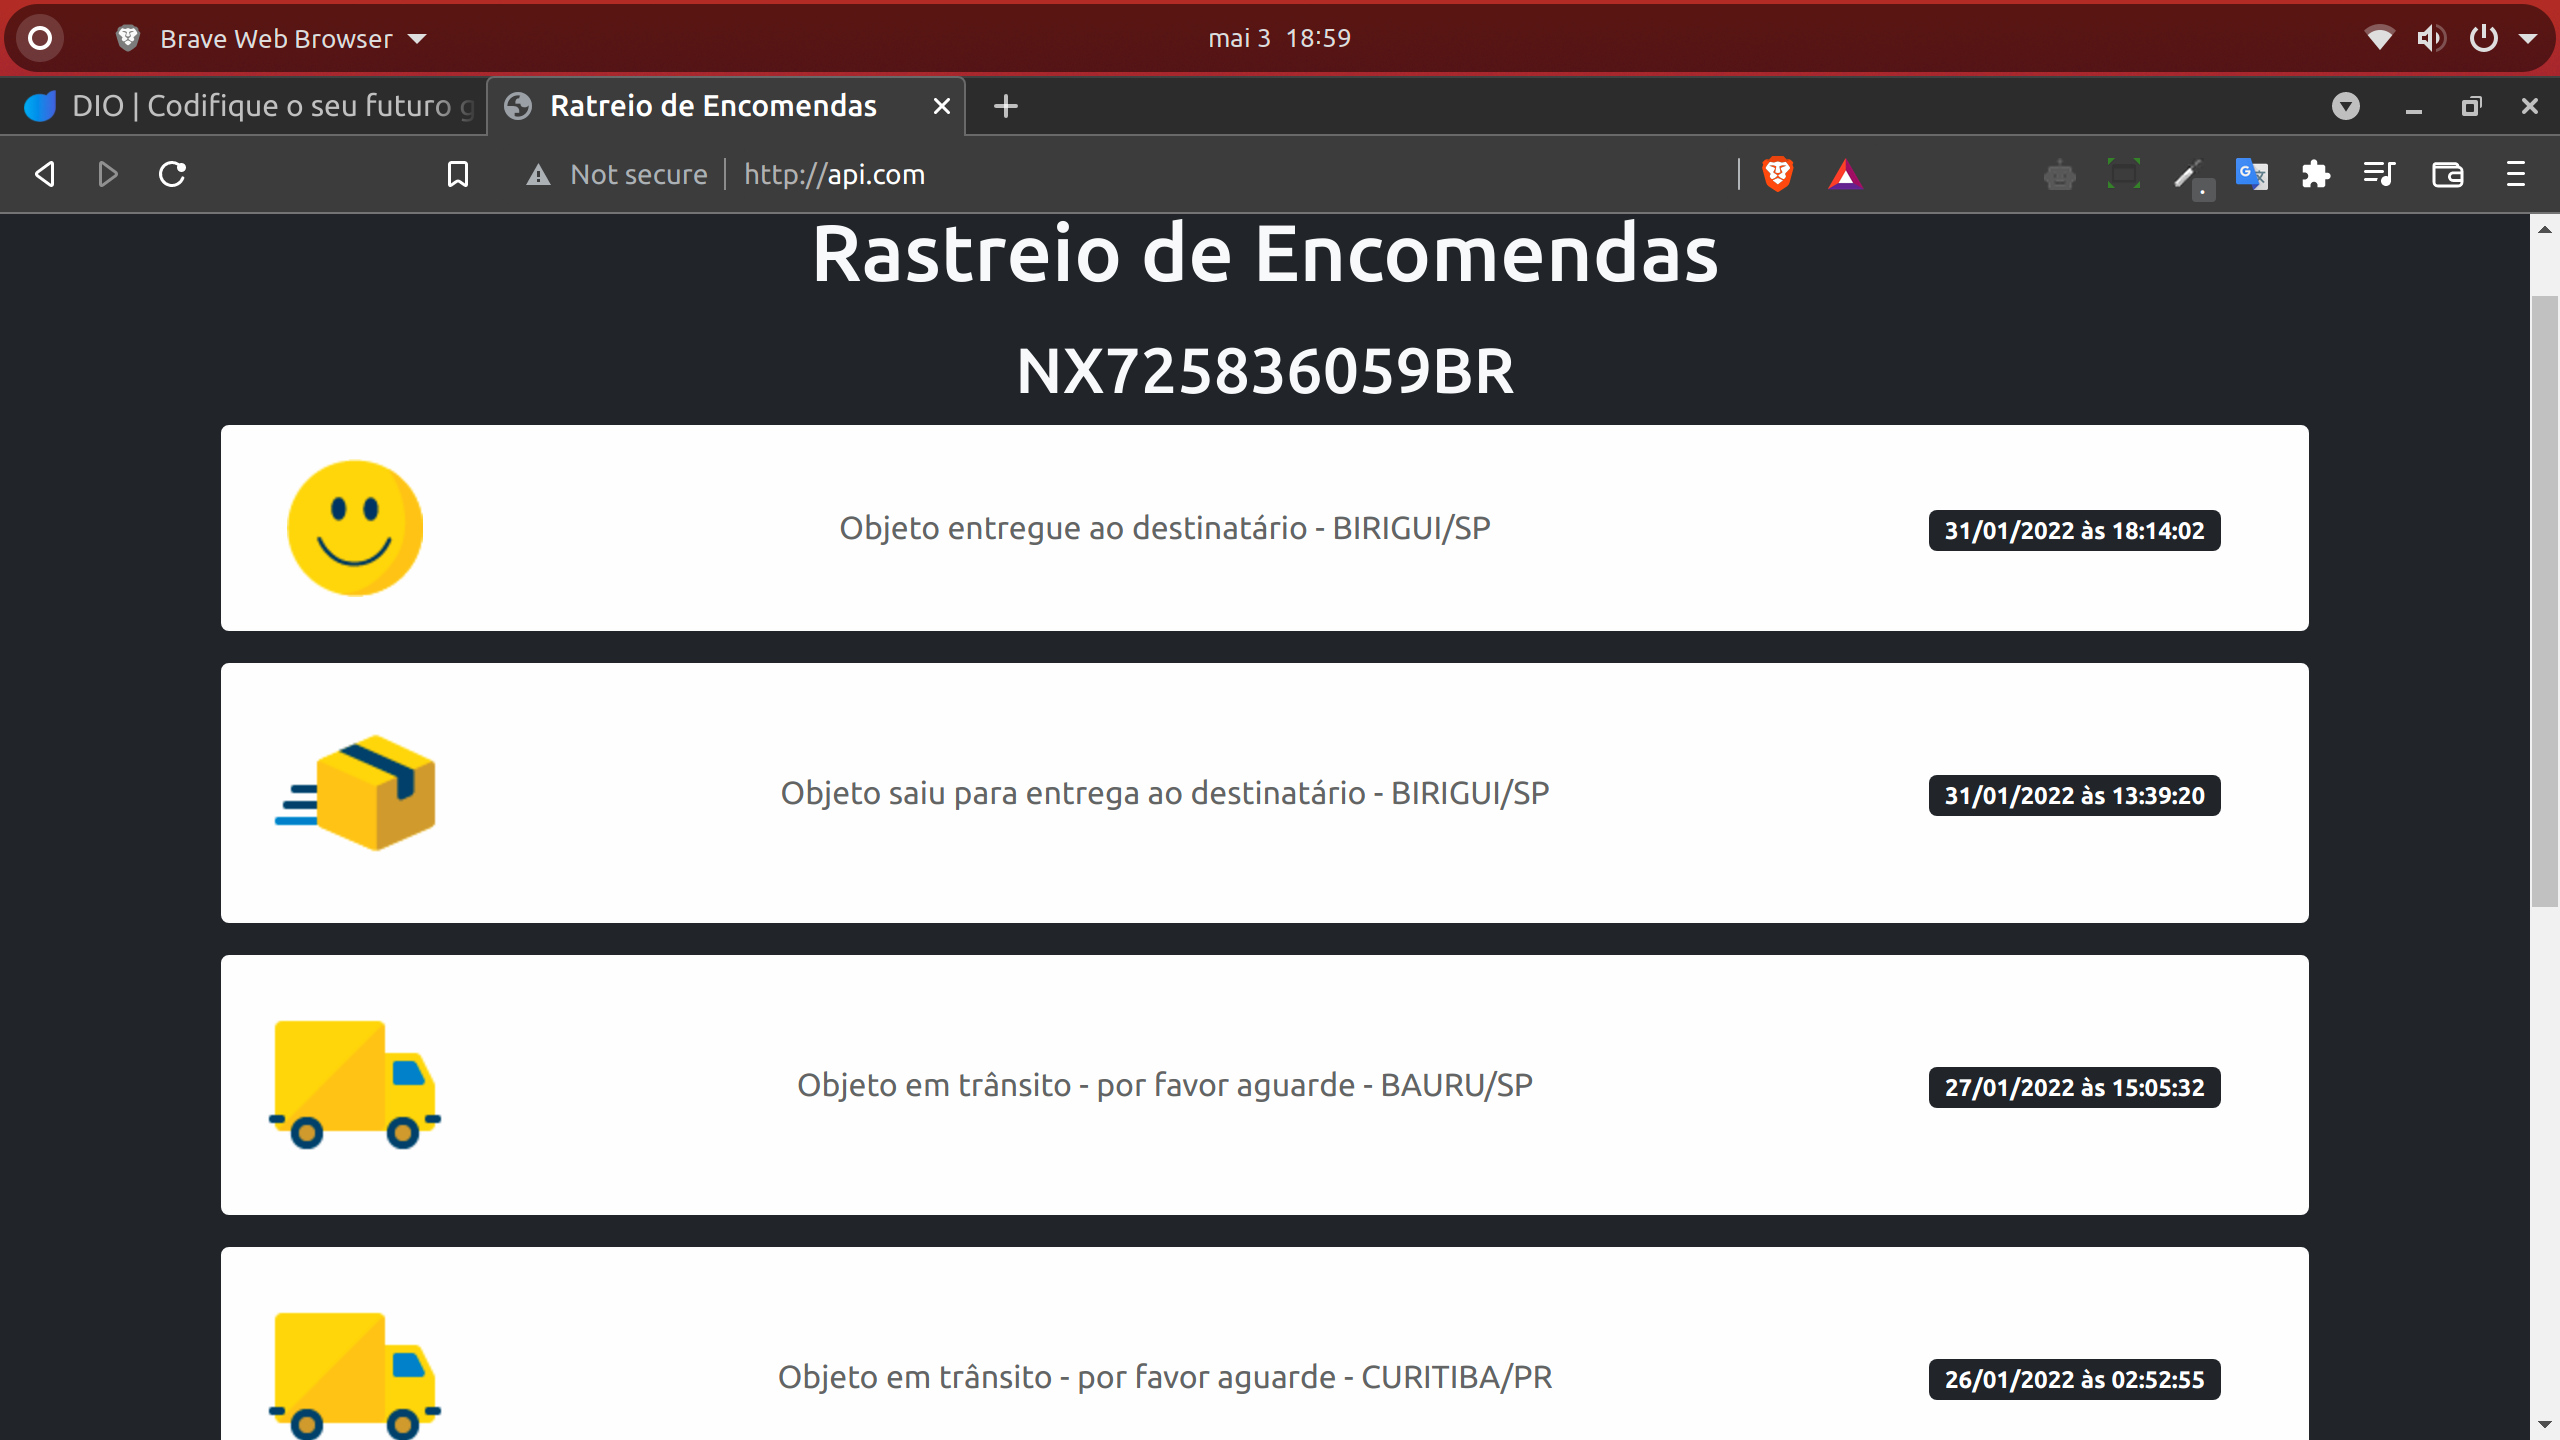 Brave Web Browser
mai 3 18:59
DIO | Codifique o seu futuro g
Ratreio de Encomendas
Not secure
http://api.com
Rastreio de Encomendas
NX725836059BR
Objeto entregue ao destinatário - BIRIGUI/SP
31/01/2022 às 18:14:02
Objeto saiu para entrega ao destinatário - BIRIGUI/SP
31/01/2022 às 13:39:20
Objeto em trânsito - por favor aguarde - BAURU/SP
27/01/2022 às 15:05:32
Objeto em trânsito - por favor aguarde - CURITIBA/PR
26/01/2022 às 02:52:55